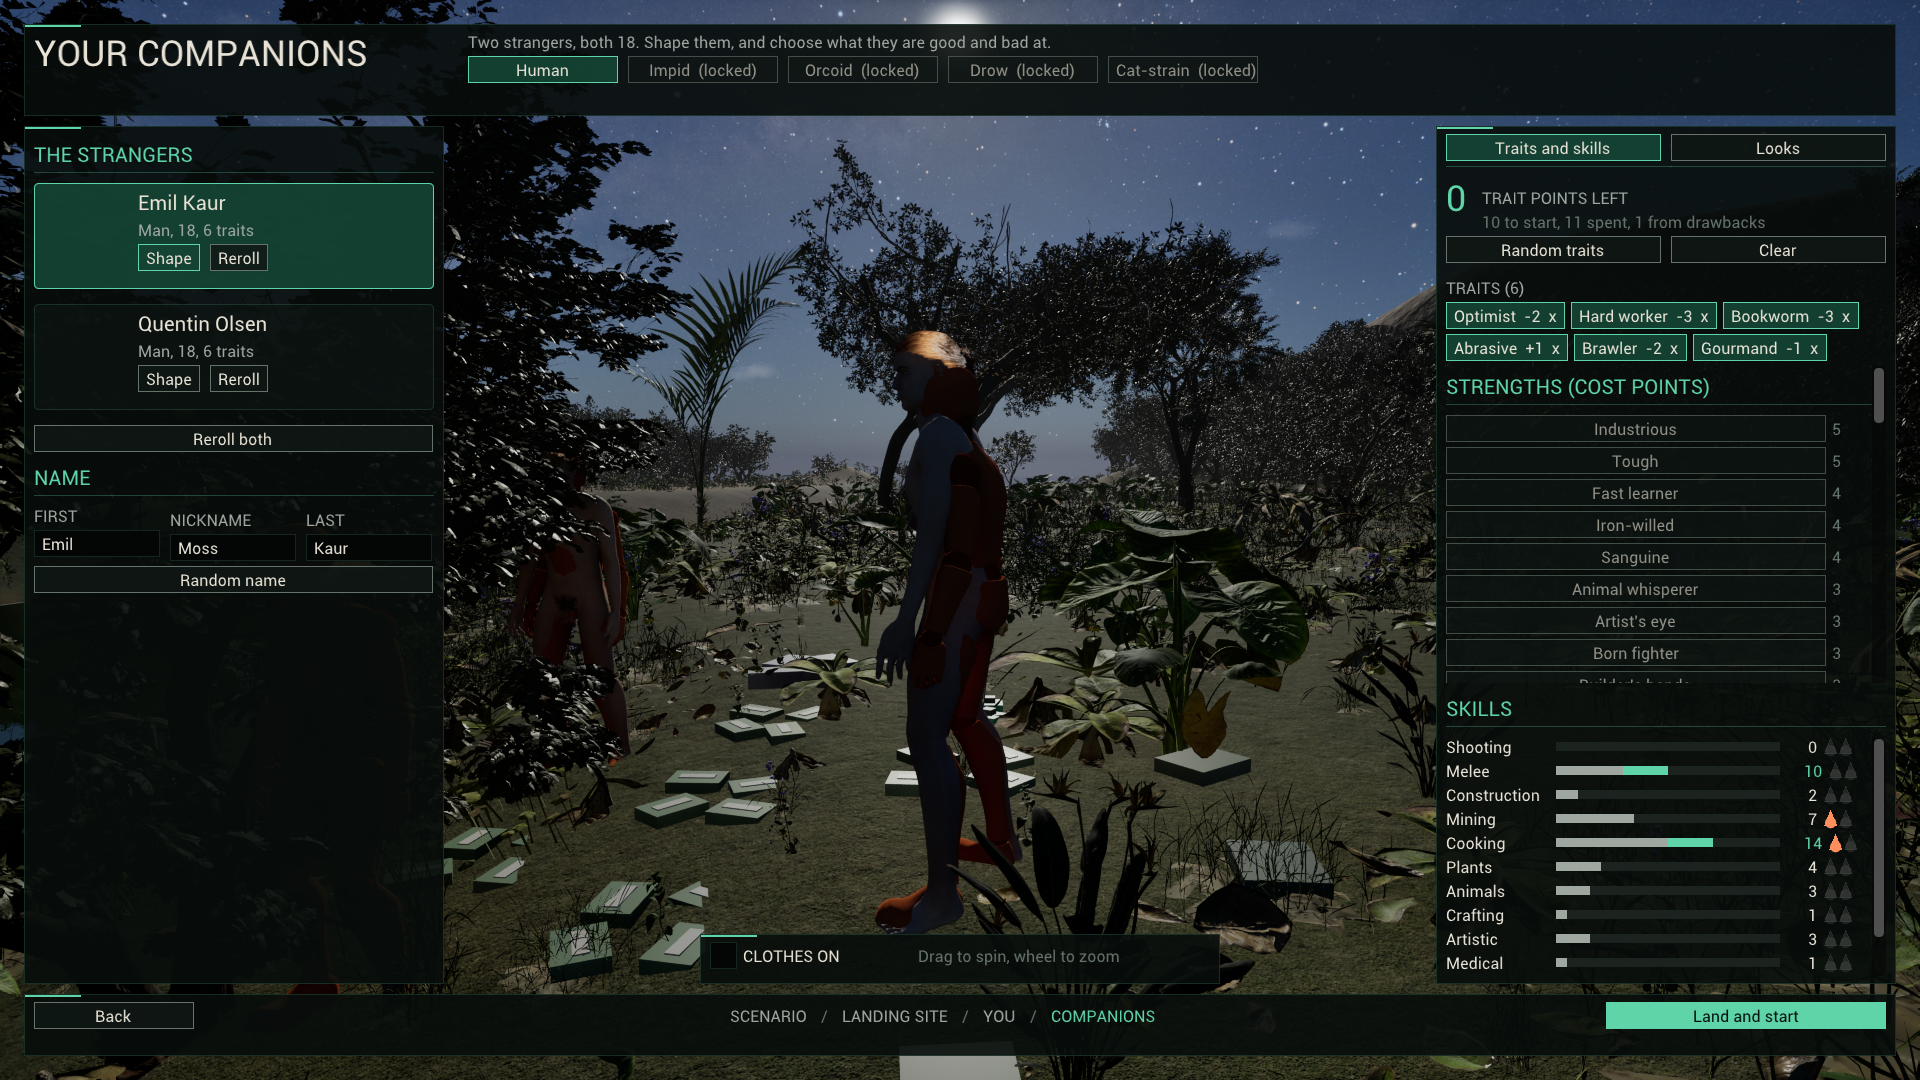 YOUR COMPANIONS
Two strangers, both 18. Shape them, and choose what they are good and bad at.
Human
Impid (locked)
Orcoid (locked)
Drow (locked)
Cat-strain (locked)
THE STRANGERS
Emil Kaur
Man, 18, 6 traits
Shape
Reroll
Quentin Olsen
Man, 18, 6 traits
Shape
Reroll
Reroll both
NAME
FIRST
NICKNAME
LAST
Emil
Moss
Kaur
Random name
Traits and skills
Looks
0
TRAIT POINTS LEFT
10 to start, 11 spent, 1 from drawbacks
Random traits
Clear
TRAITS (6)
Optimist -2 x
Hard worker -3 x
Bookworm -3 x
Abrasive +1 x
Brawler -2 x
Gourmand -1 x
STRENGTHS (COST POINTS)
Industrious 5
Tough 5
Fast learner 4
Iron-willed 4
Sanguine 4
Animal whisperer 3
Artist's eye 3
Born fighter 3
SKILLS
Shooting 0
Melee 10
Construction 2
Mining 7
Cooking 14
Plants 4
Animals 3
Crafting 1
Artistic 3
Medical 1
CLOTHES ON
Drag to spin, wheel to zoom
Back
SCENARIO / LANDING SITE / YOU / COMPANIONS
Land and start